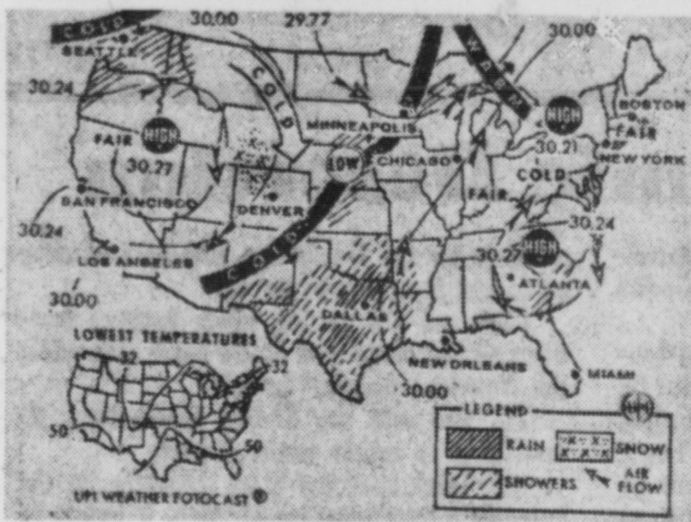 COLD
30.00
29.77
30.00
SEATTLE
COLD
WARM
30.24
MINNEAPOLIS
BOSTON
FAIR
HIGH
30.27
LOW
CHICAGO
HIGH
30.21
FAIR
NEW YORK
COLD
FAIR
SAN FRANCISCO
DENVER
30.24
30.24
30.27
HIGH
LOS ANGELES
COLD
ATLANTA
30.00
DALLAS
LOWEST TEMPERATURES
32
32
NEW ORLEANS
30.00
MIAMI
LEGEND
RAIN
SNOW
SHOWERS
AIR
FLOW
50
50
UPI WEATHER FOTOCAST ®